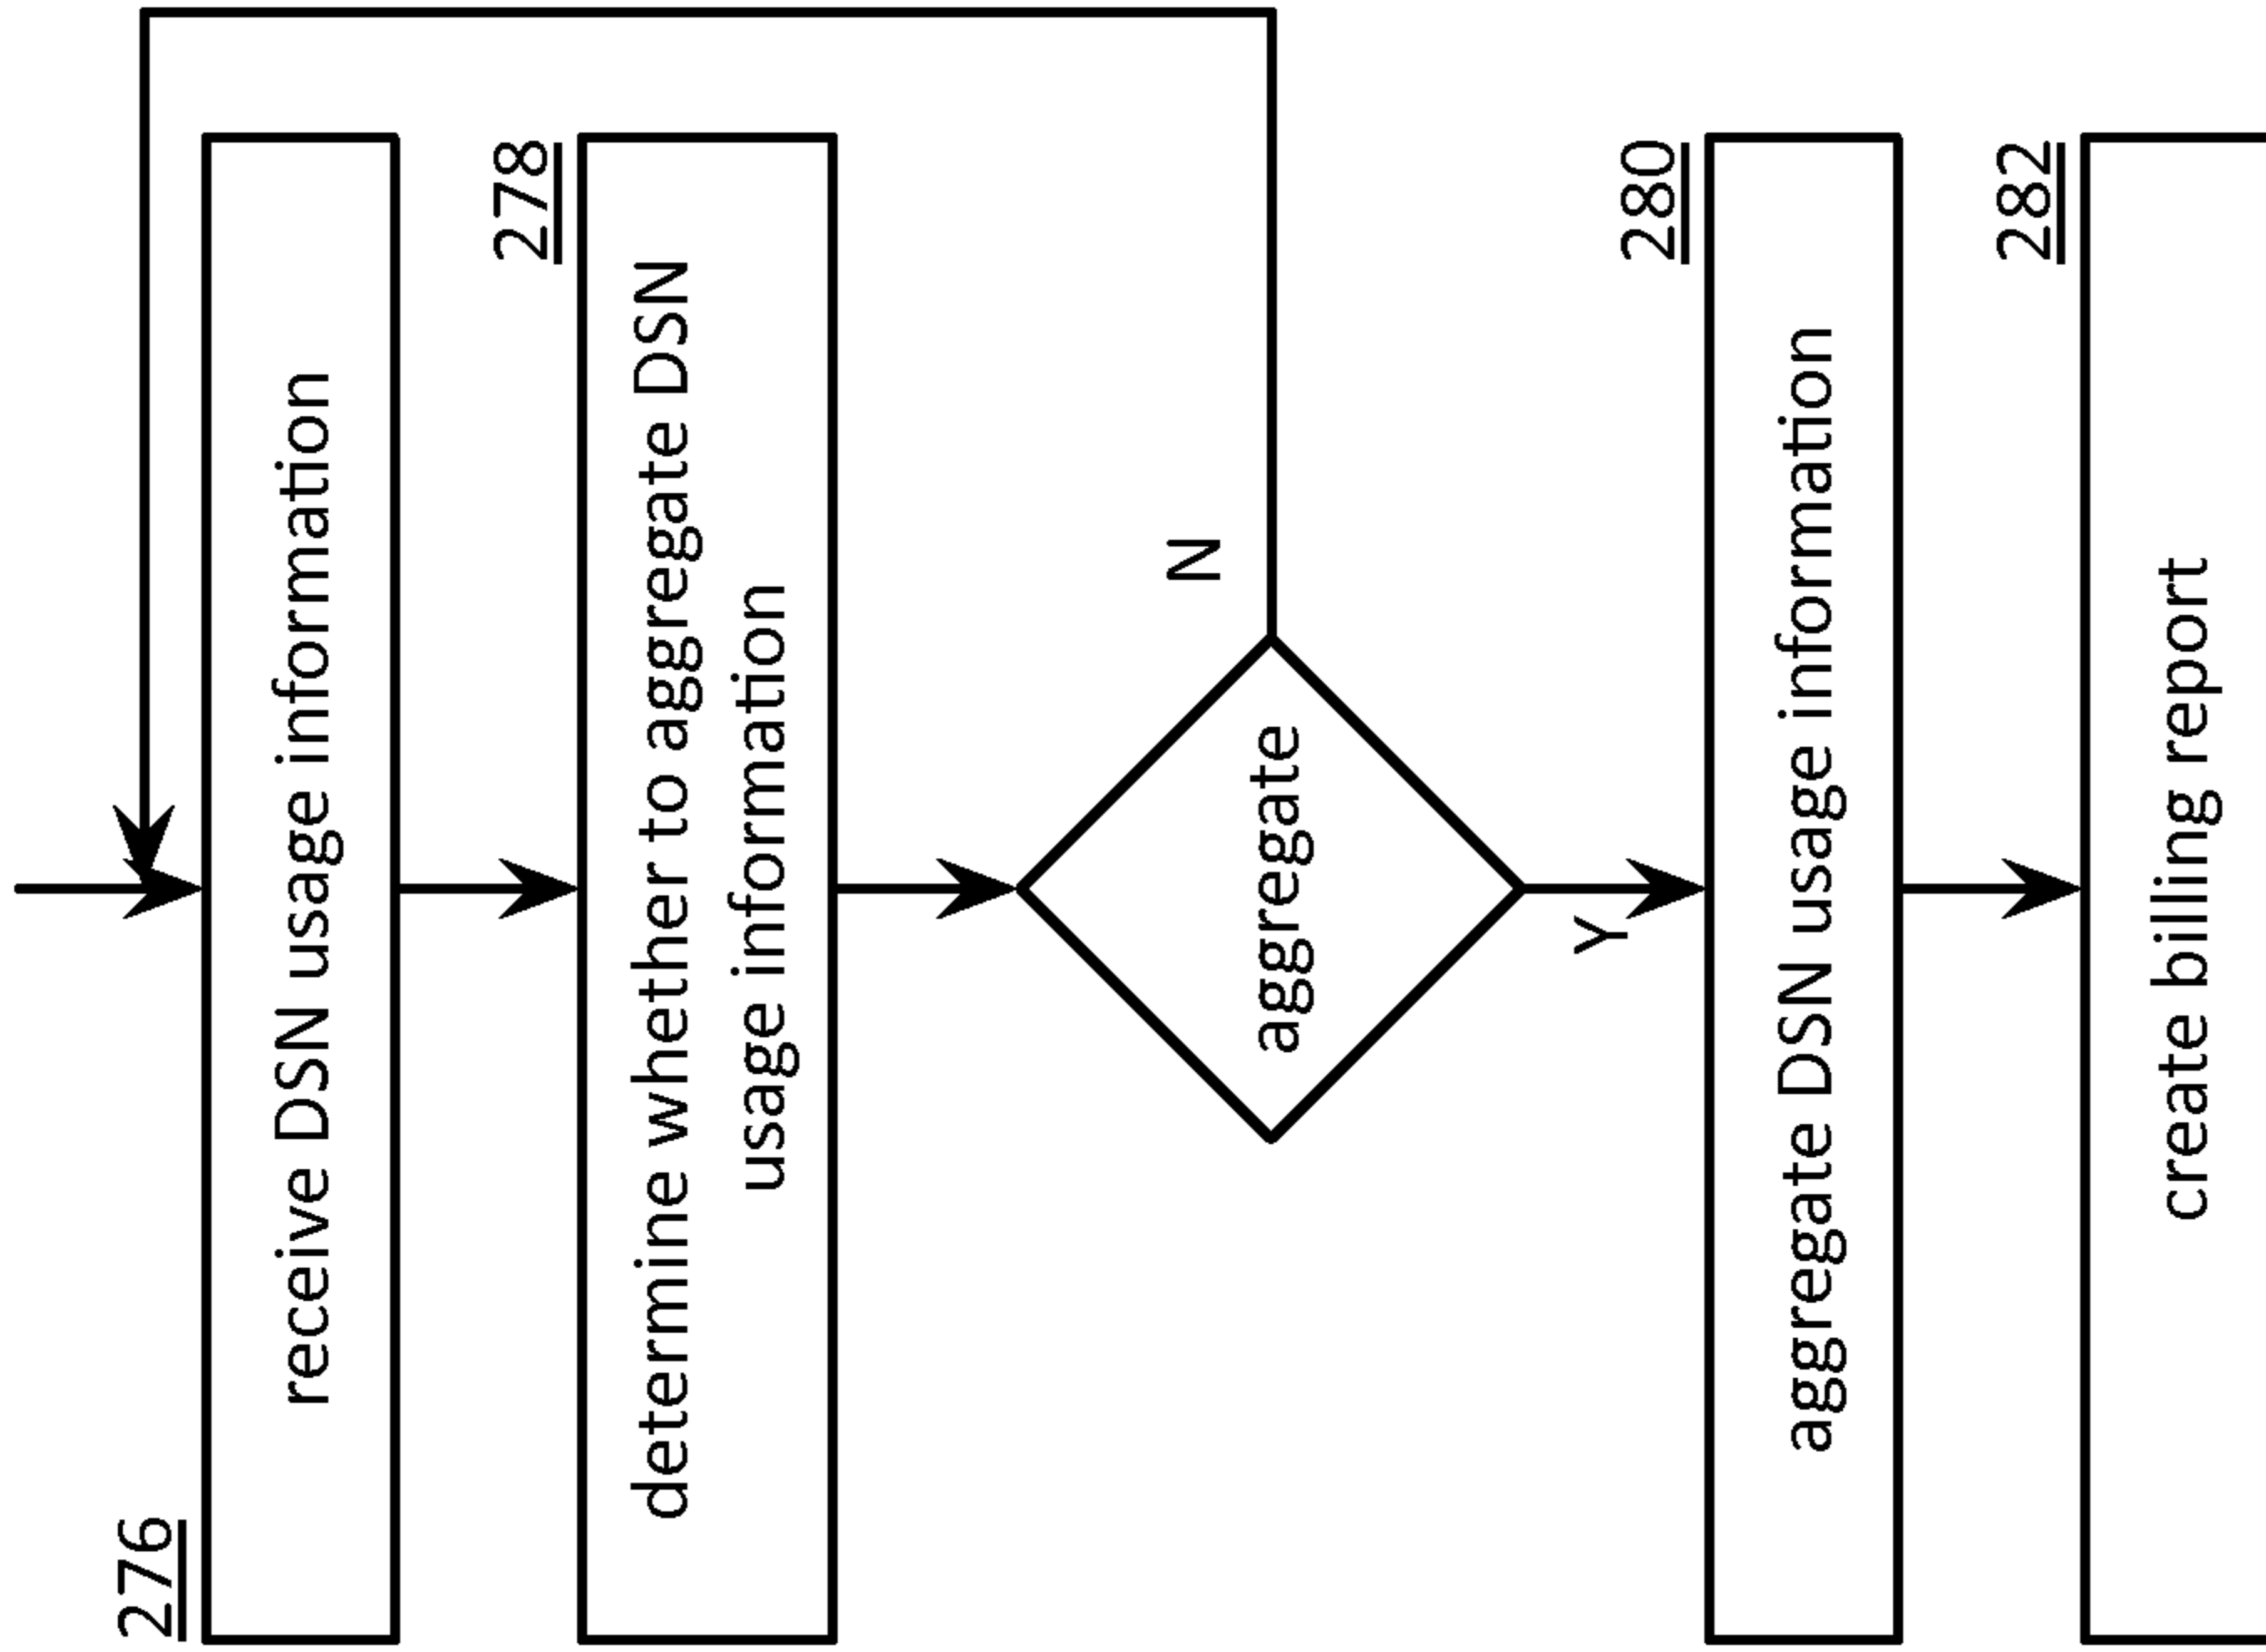 276
receive DSN usage information
278
determine whether to aggregate DSN
usage information
aggregate
N
Y
280
aggregate DSN usage information
282
create billing report